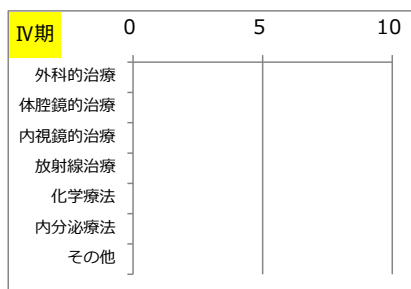 Ⅳ期 0 5 10
外科的治療
体腔鏡的治療
内視鏡的治療
放射線治療
化学療法
内分泌療法
その他